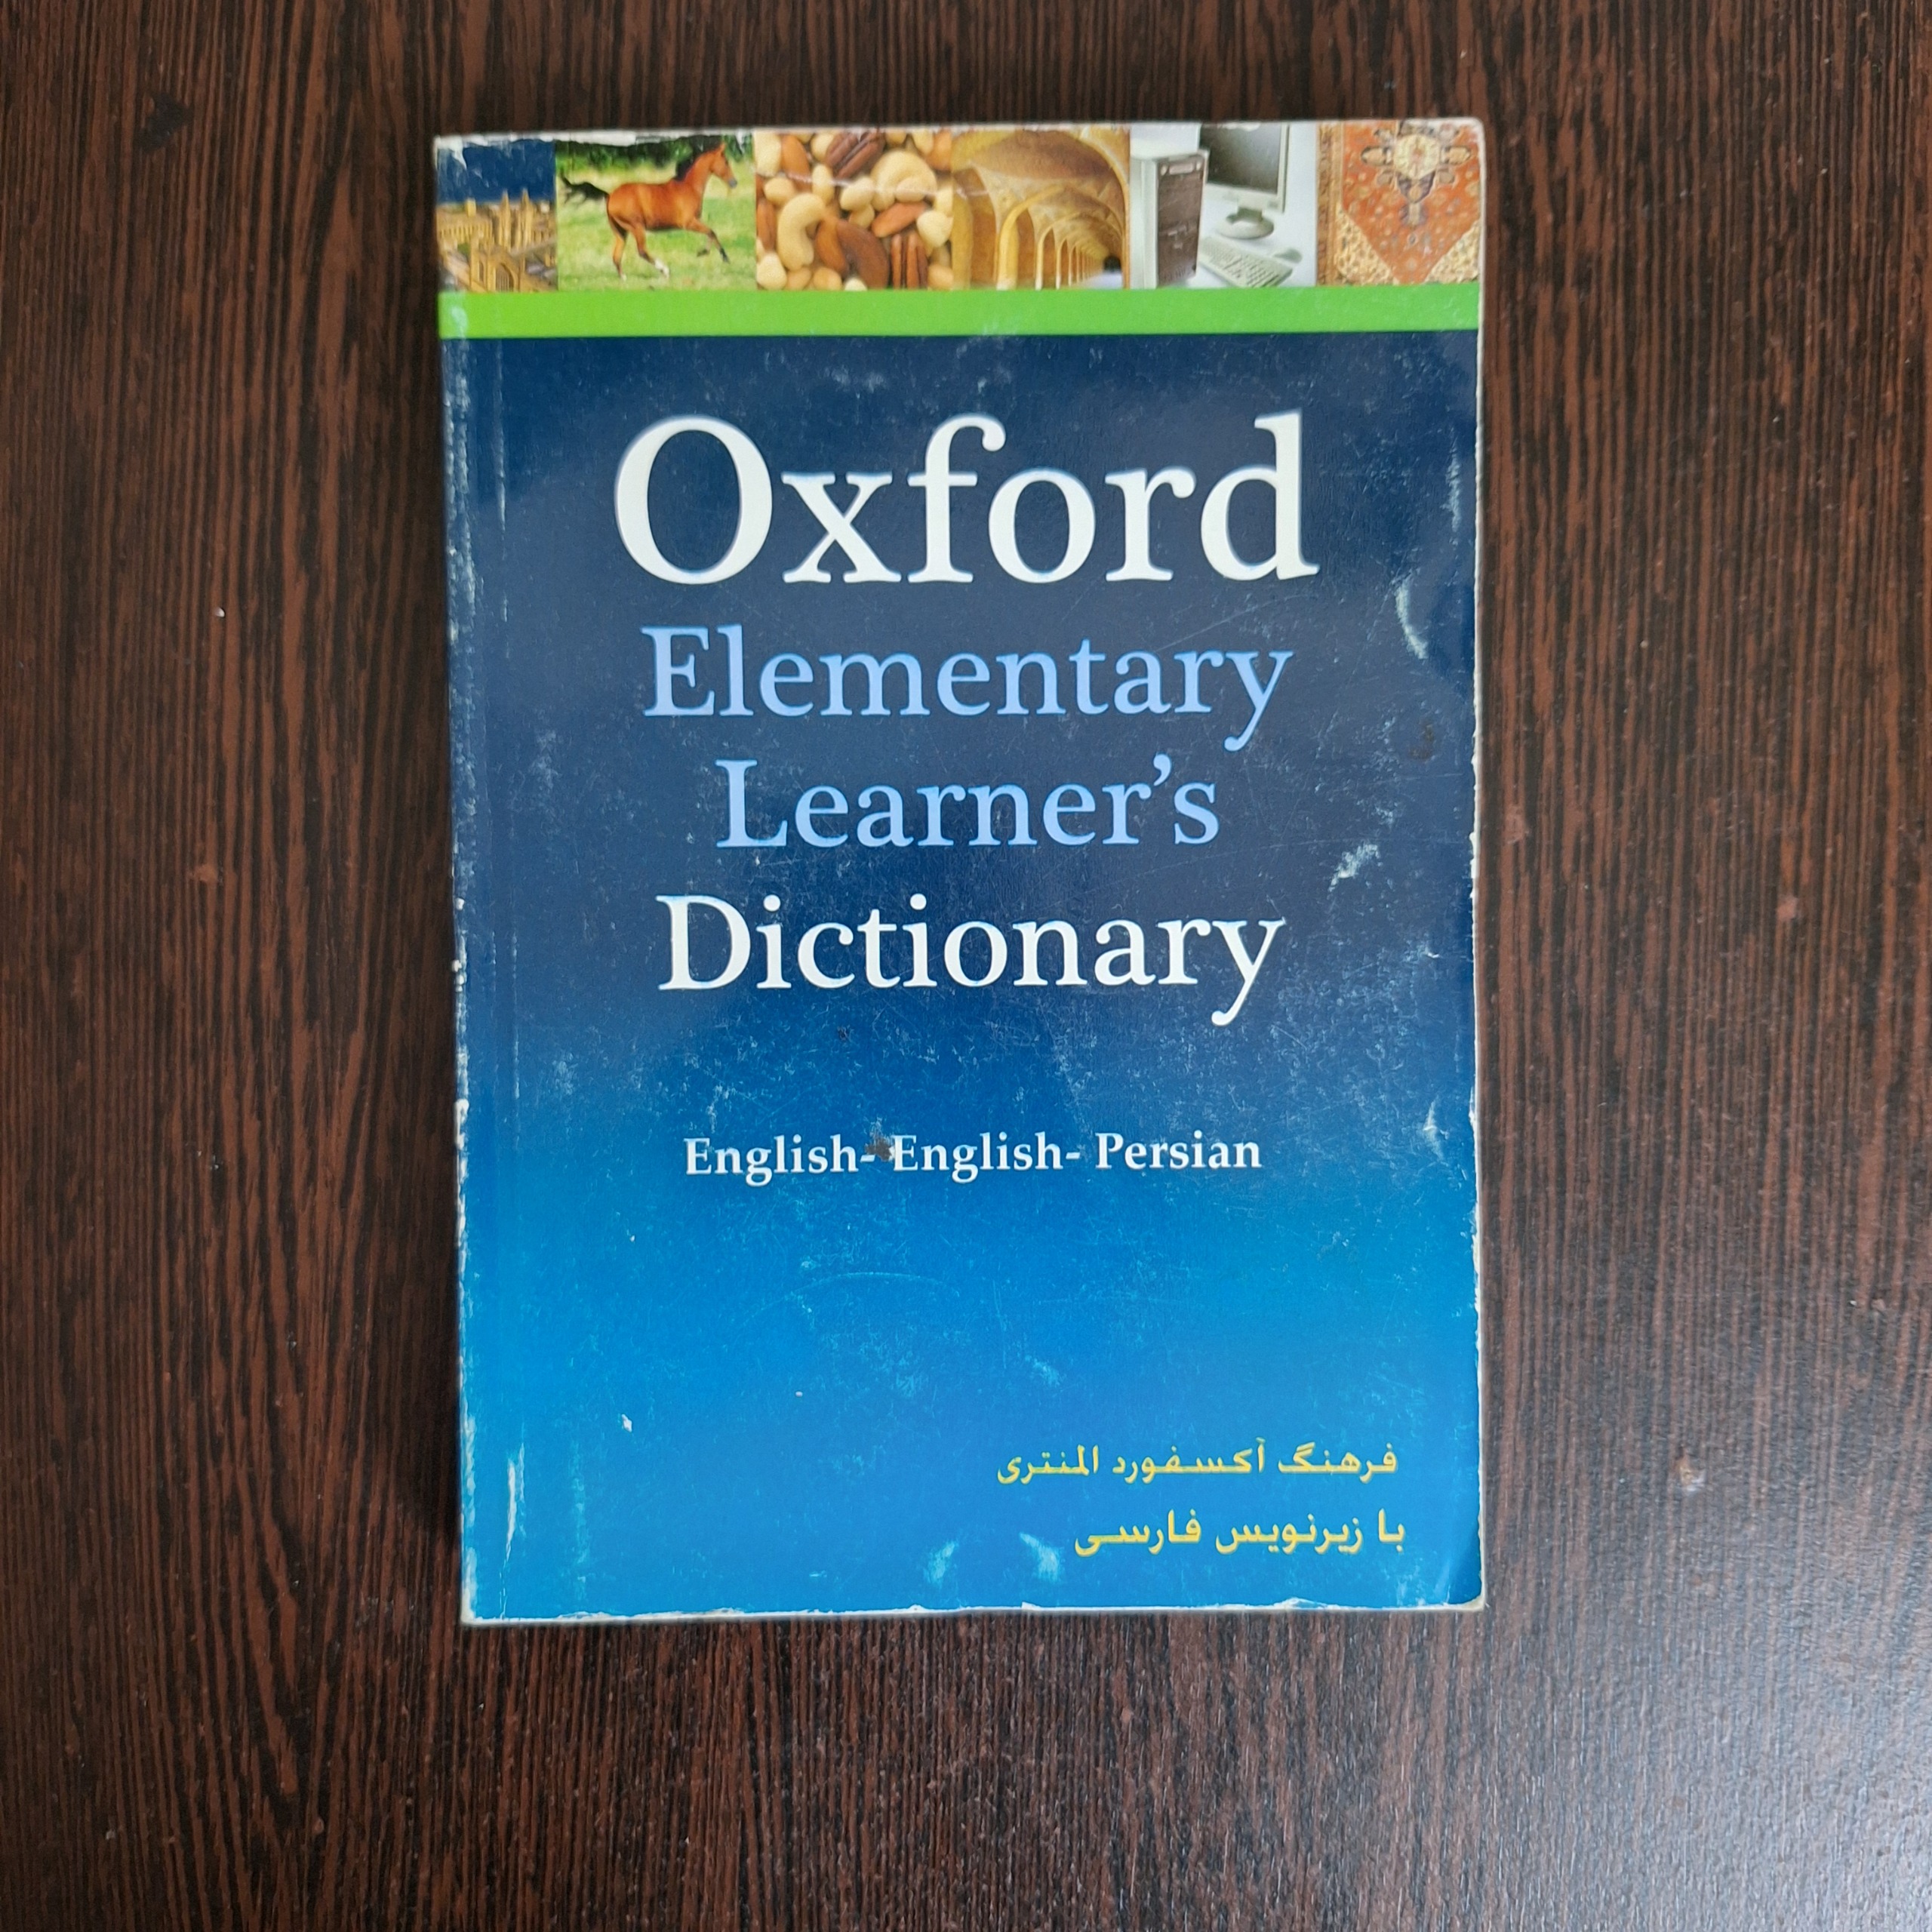 Oxford
Elementary
Learner's
Dictionary
English- English- Persian
فرهنگ آکسفورد المنتری
با زیرنویس فارسی